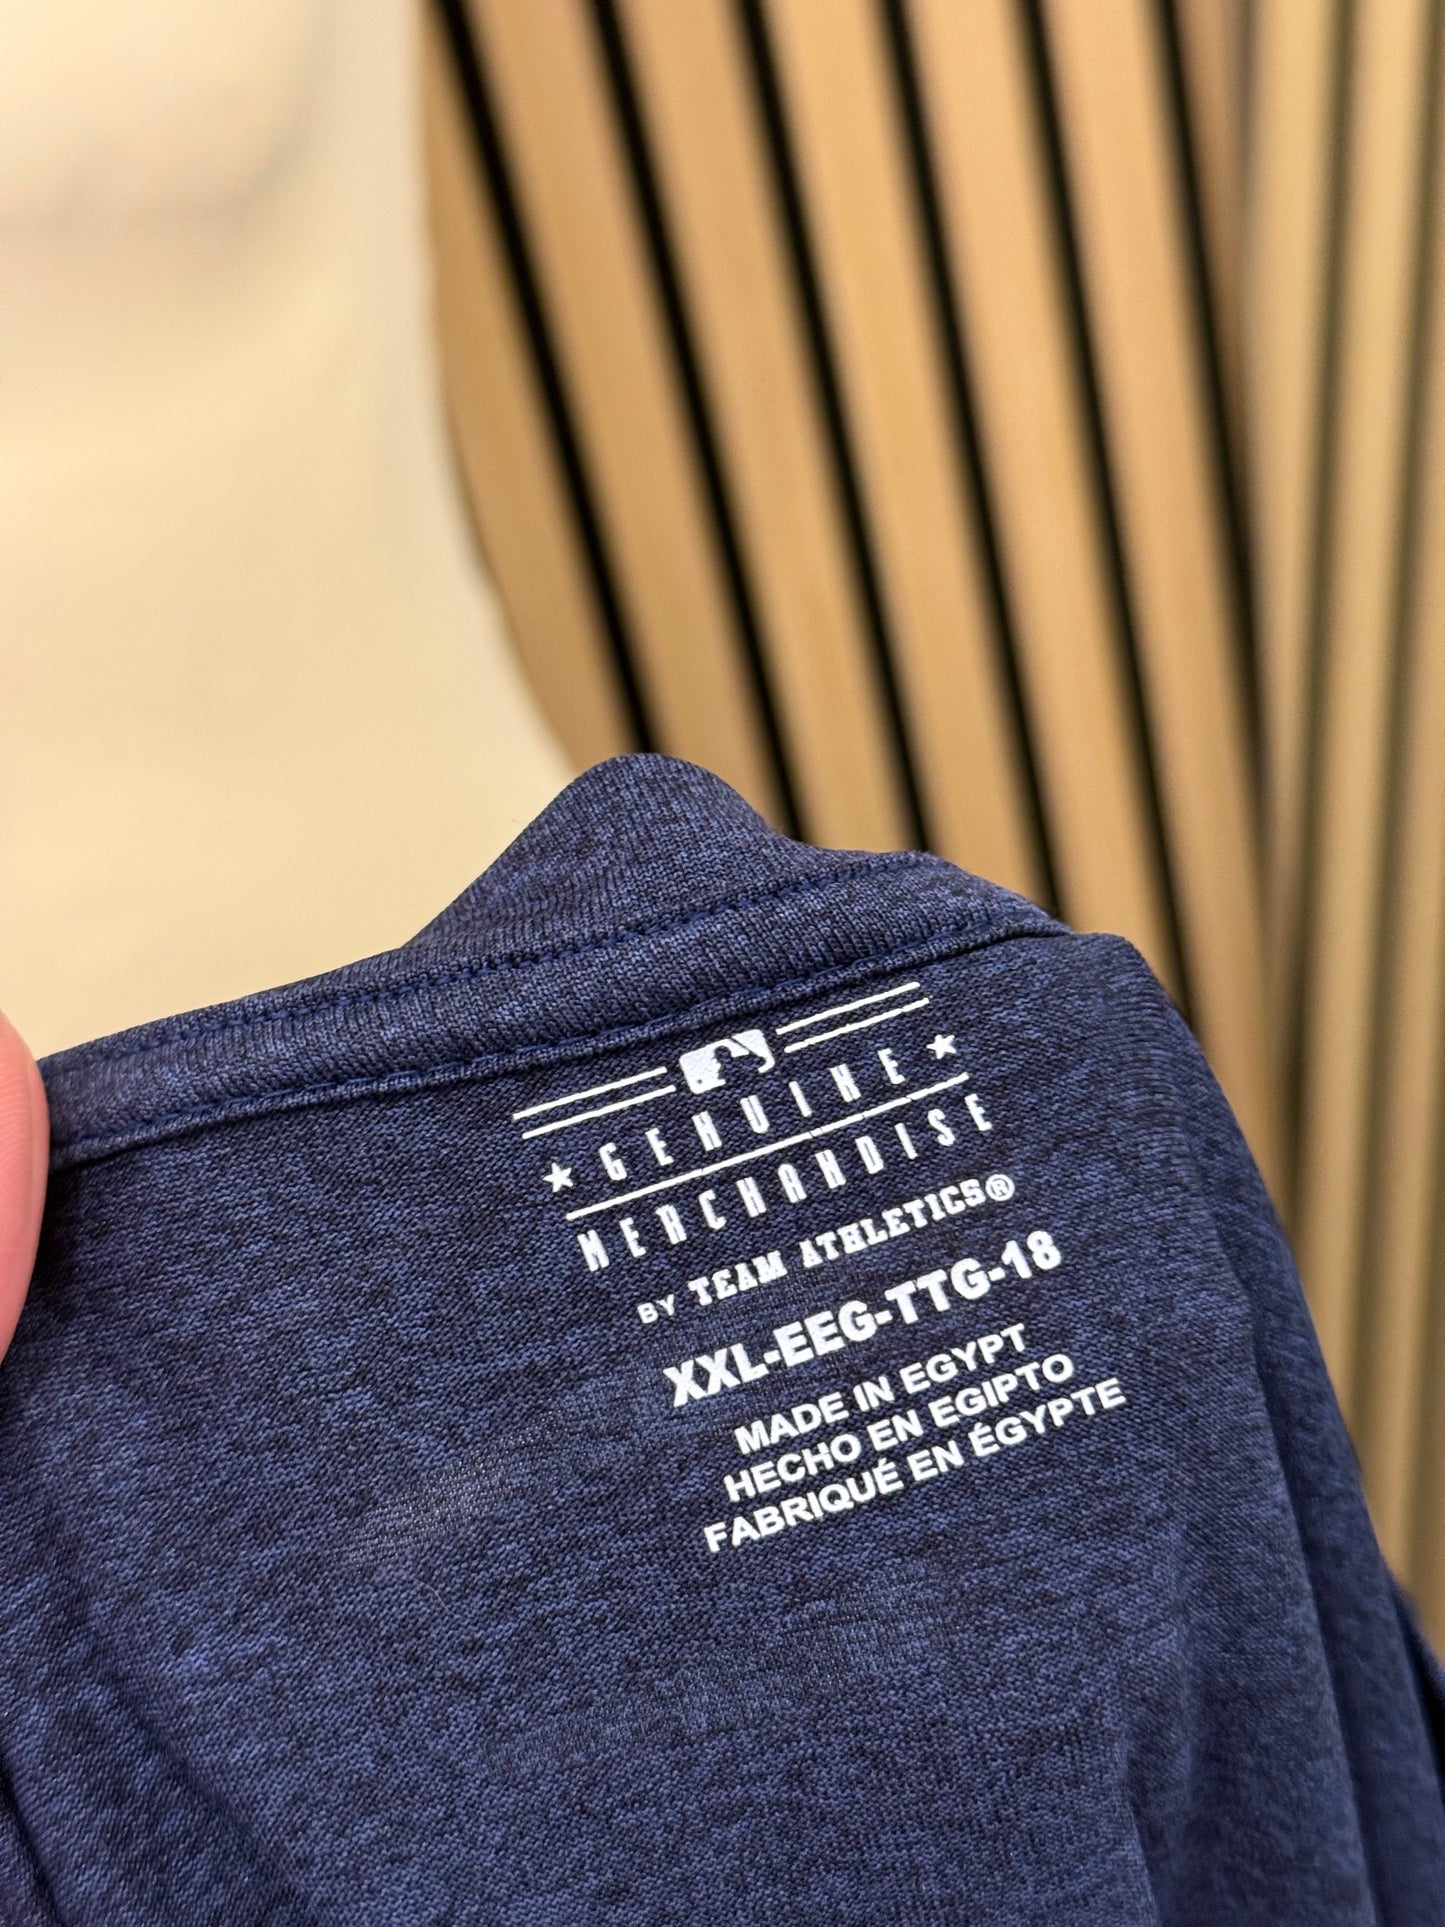 GENUINE
MERCHANDISE
BY TEAM ATHLETICS®
XXL-EEG-TTG-18
MADE IN EGYPT
HECHO EN EGIPTO
FABRIQUÉ EN ÉGYPTE